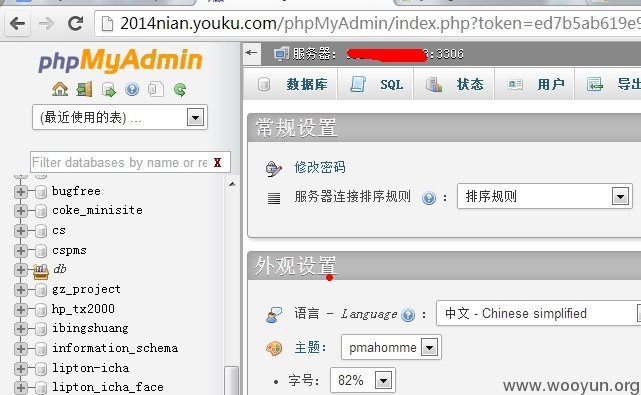 2014nian.youku.com/phpMyAdmin/index.php?token=ed7b5ab619e9
phpMyAdmin
(最近使用的表) ...
Filter databases by name or re X
bugfree
coke_minisite
cs
cspms
db
gz_project
hp_tx2000
ibingshuang
information_schema
lipton-icha
lipton_icha_face
服务器: :3306
数据库 SQL 状态 用户 导出
常规设置
修改密码
服务器连接排序规则 : 排序规则
外观设置
语言 - Language : 中文 - Chinese simplified
主题: pmahomme
字号: 82%
www.wooyun.org